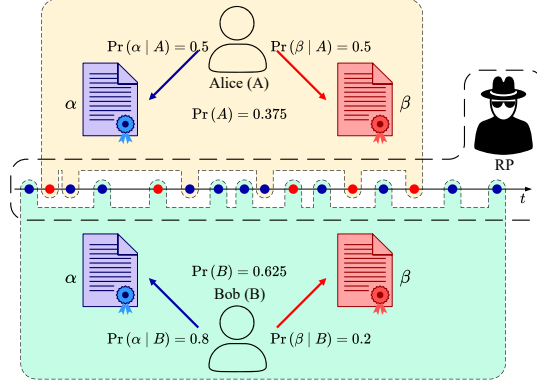 Pr (α | A) = 0.5
Pr (β | A) = 0.5
Alice (A)
α
β
Pr (A) = 0.375
RP
t
α
β
Pr (B) = 0.625
Bob (B)
Pr (α | B) = 0.8
Pr (β | B) = 0.2